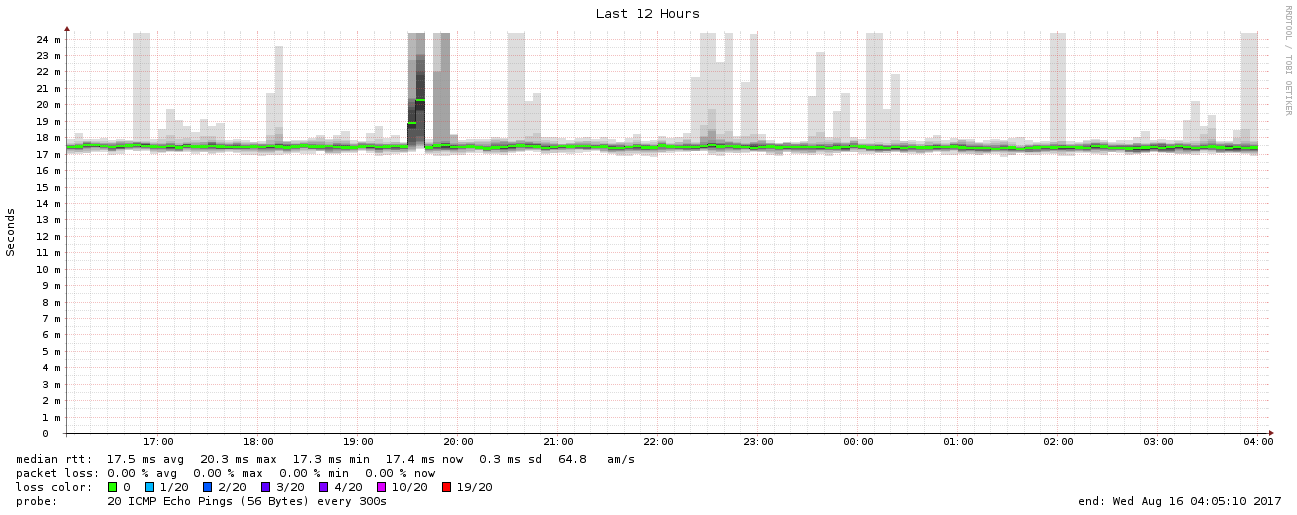 Last 12 Hours
RRDTOOL / TOBI OETIKER
Seconds
24 m
23 m
22 m
21 m
20 m
19 m
18 m
17 m
16 m
15 m
14 m
13 m
12 m
11 m
10 m
9 m
8 m
7 m
6 m
5 m
4 m
3 m
2 m
1 m
0
17:00 18:00 19:00 20:00 21:00 22:00 23:00 00:00 01:00 02:00 03:00 04:00
median rtt: 17.5 ms avg 20.3 ms max 17.3 ms min 17.4 ms now 0.3 ms sd 64.8 am/s
packet loss: 0.00 % avg 0.00 % max 0.00 % min 0.00 % now
loss color: 0 1/20 2/20 3/20 4/20 10/20 19/20
probe: 20 ICMP Echo Pings (56 Bytes) every 300s end: Wed Aug 16 04:05:10 2017